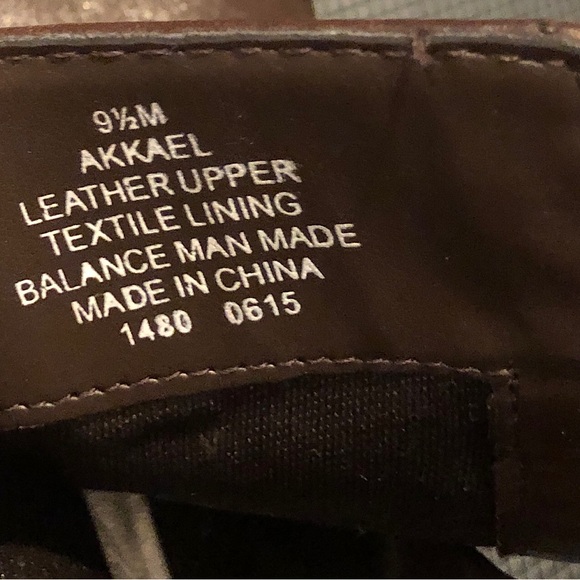 9½M
AKKAEL
LEATHER UPPER
TEXTILE LINING
BALANCE MAN MADE
MADE IN CHINA
1480 0615